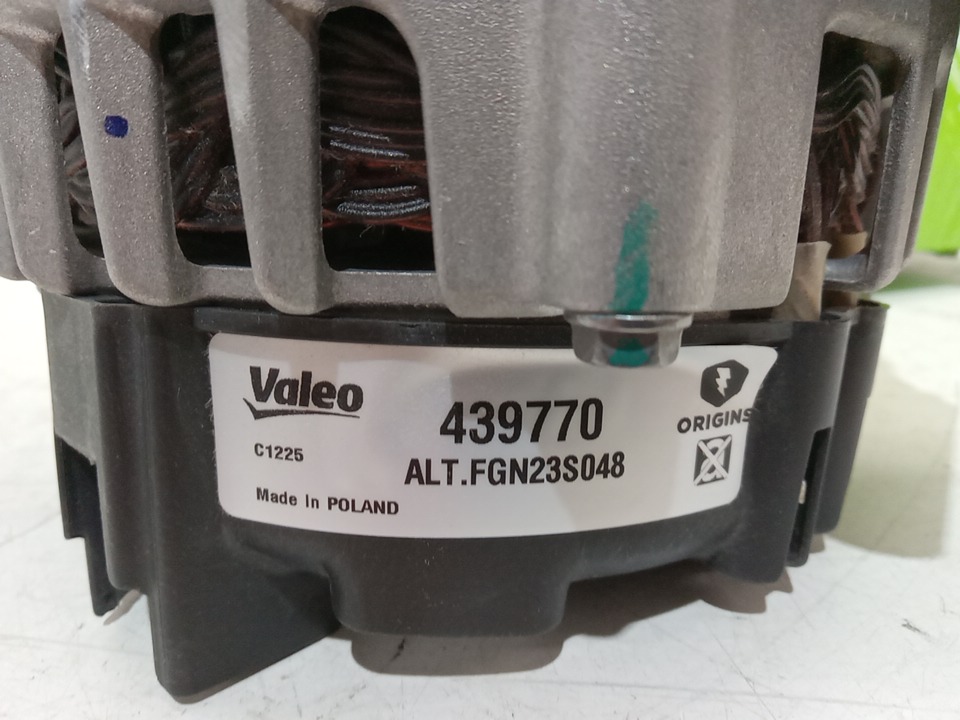 Valeo
439770
ORIGINS
C1225
ALT.FGN23S048
Made In POLAND